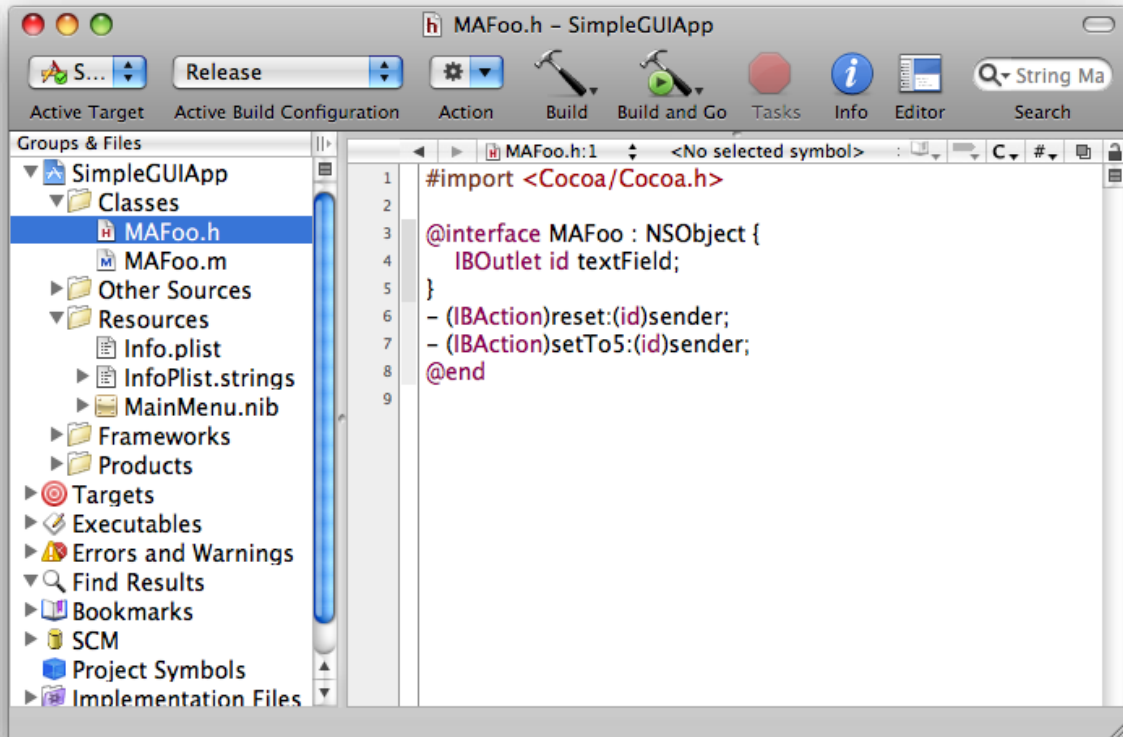 MAFoo.h – SimpleGUIApp
S... Release String Ma
Active Target Active Build Configuration Action Build Build and Go Tasks Info Editor Search
Groups & Files
MAFoo.h:1 <No selected symbol> C #
SimpleGUIApp
Classes
MAFoo.h
MAFoo.m
Other Sources
Resources
Info.plist
InfoPlist.strings
MainMenu.nib
Frameworks
Products
Targets
Executables
Errors and Warnings
Find Results
Bookmarks
SCM
Project Symbols
Implementation Files
1 #import <Cocoa/Cocoa.h>
2
3 @interface MAFoo : NSObject {
4 IBOutlet id textField;
5 }
6 – (IBAction)reset:(id)sender;
7 – (IBAction)setTo5:(id)sender;
8 @end
9